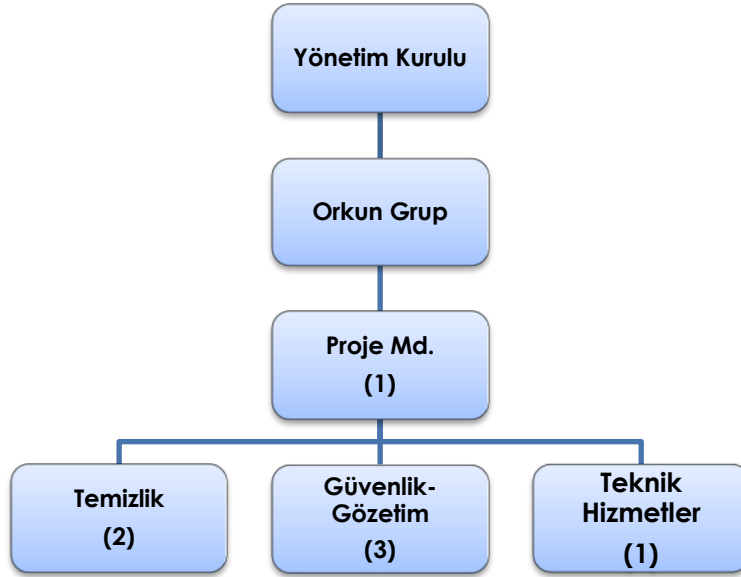 Yönetim Kurulu
Orkun Grup
Proje Md.
(1)
Temizlik
(2)
Güvenlik-
Gözetim
(3)
Teknik
Hizmetler
(1)